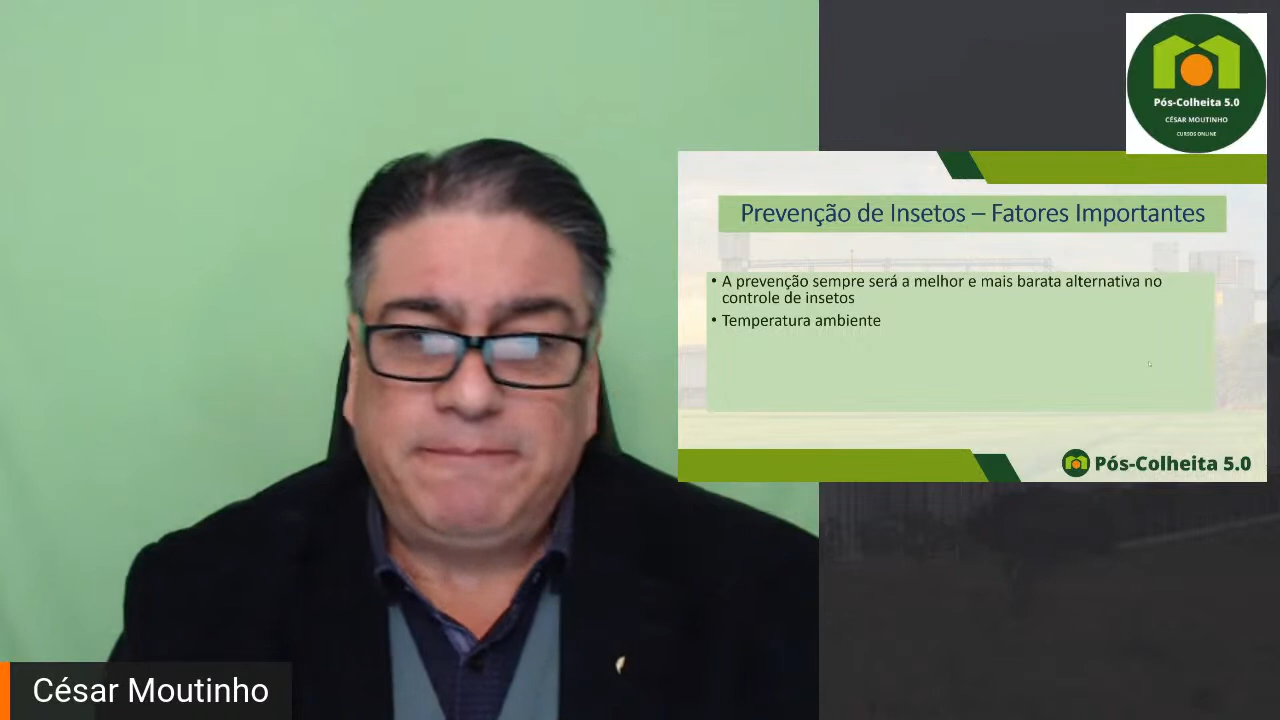 Pós-Colheita 5.0
CÉSAR MOUTINHO
CURSOS ONLINE
Prevenção de Insetos – Fatores Importantes
• A prevenção sempre será a melhor e mais barata alternativa no
controle de insetos
• Temperatura ambiente
Pós-Colheita 5.0
César Moutinho